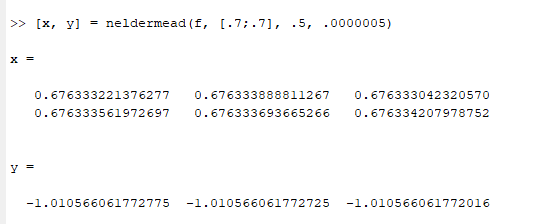 >> [x, y] = neldermead(f, [.7;.7], .5, .0000005)
x =
0.676333221376277 0.676333888811267 0.676333042320570
0.676333561972697 0.676333693665266 0.676334207978752
y =
-1.010566061772775 -1.010566061772725 -1.010566061772016